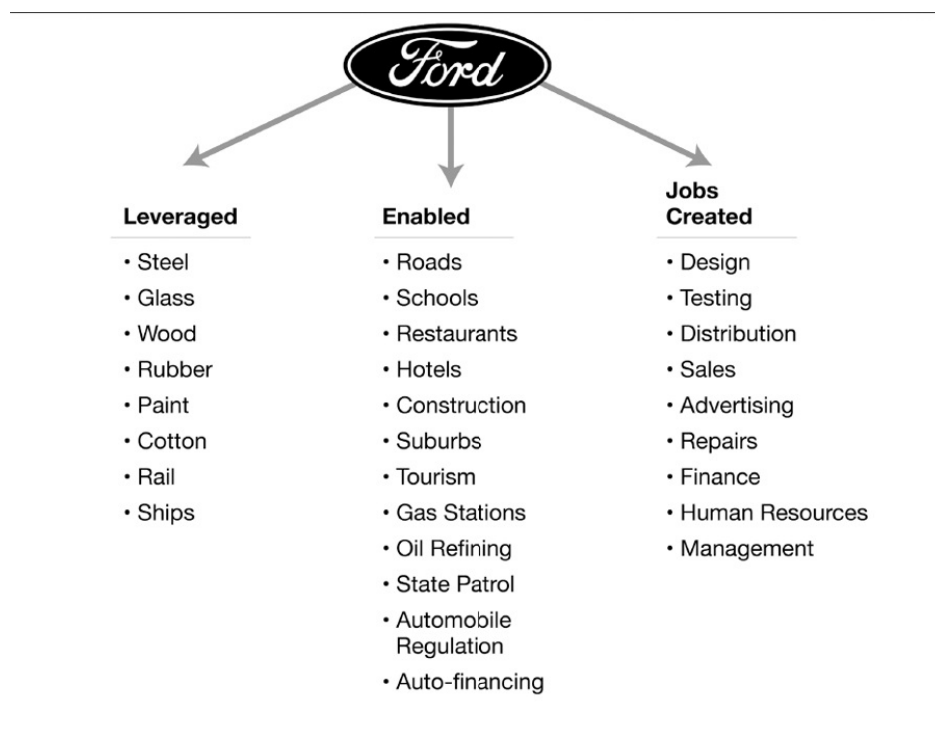 Ford
Leveraged
• Steel
• Glass
• Wood
• Rubber
• Paint
• Cotton
• Rail
• Ships
Enabled
• Roads
• Schools
• Restaurants
• Hotels
• Construction
• Suburbs
• Tourism
• Gas Stations
• Oil Refining
• State Patrol
• Automobile
Regulation
• Auto-financing
Jobs
Created
• Design
• Testing
• Distribution
• Sales
• Advertising
• Repairs
• Finance
• Human Resources
• Management